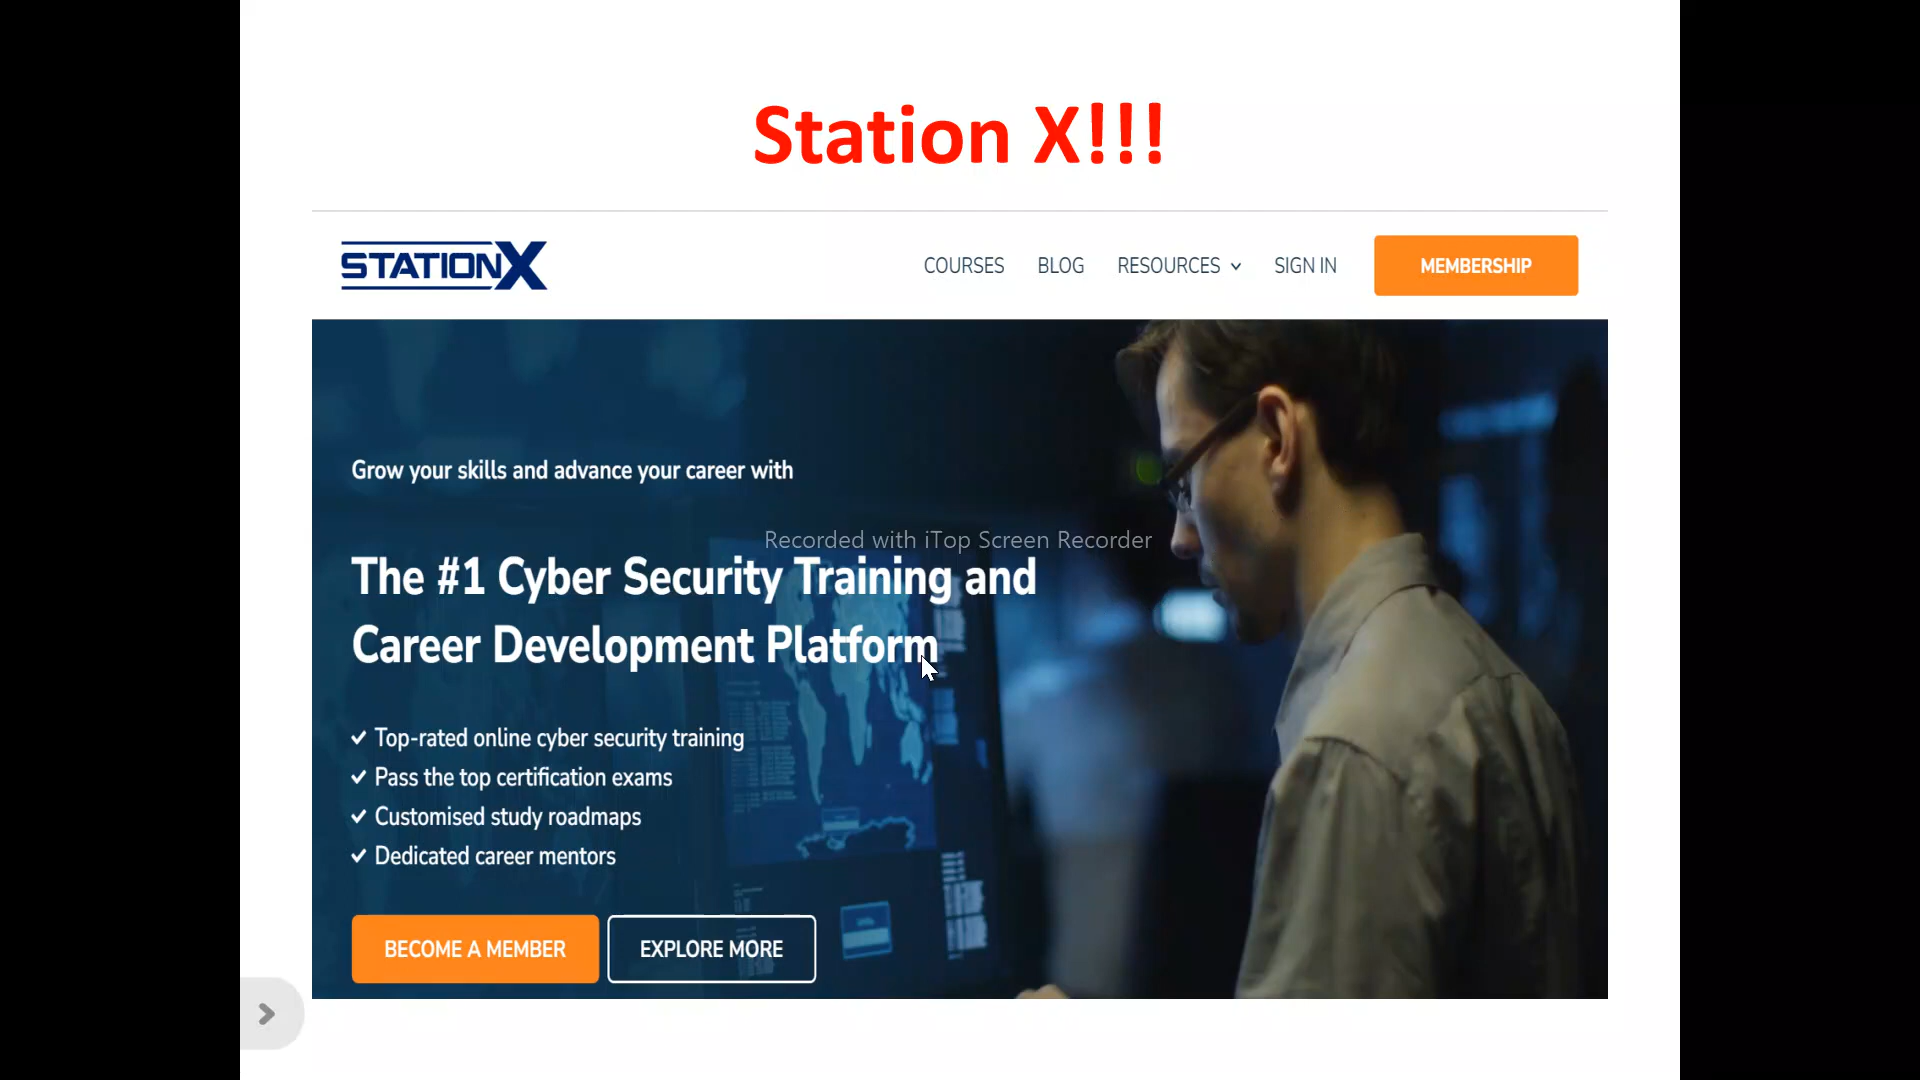 Station X!!!
STATIONX
COURSES BLOG RESOURCES SIGN IN MEMBERSHIP
Grow your skills and advance your career with
Recorded with iTop Screen Recorder
The #1 Cyber Security Training and
Career Development Platform
Top-rated online cyber security training
Pass the top certification exams
Customised study roadmaps
Dedicated career mentors
BECOME A MEMBER EXPLORE MORE